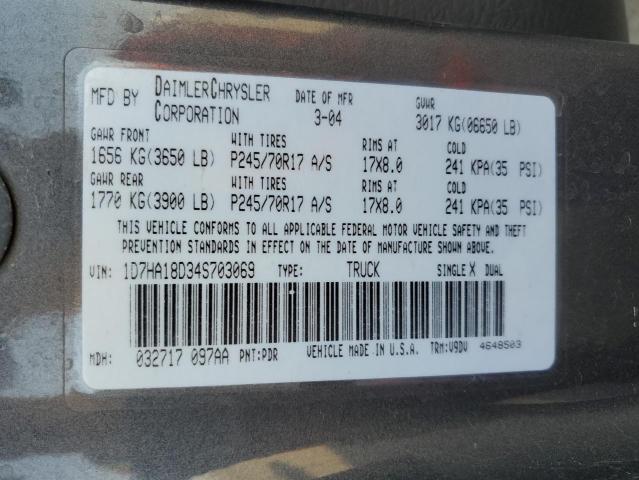 MFD BY DAIMLERCHRYSLER CORPORATION DATE OF MFR 3-04 GVWR 3017 KG(06650 LB)
GAWR FRONT WITH TIRES RIMS AT COLD
1656 KG(3650 LB) P245/70R17 A/S 17X8.0 241 KPA(35 PSI)
GAWR REAR WITH TIRES RIMS AT COLD
1770 KG(3900 LB) P245/70R17 A/S 17X8.0 241 KPA(35 PSI)
THIS VEHICLE CONFORMS TO ALL APPLICABLE FEDERAL MOTOR VEHICLE SAFETY AND THEFT
PREVENTION STANDARDS IN EFFECT ON THE DATE OF MANUFACTURE SHOWN ABOVE.
VIN: 1D7HA18D34S703069 TYPE: TRUCK SINGLE X DUAL
MDH: 032717 097AA PNT:PDR VEHICLE MADE IN U.S.A. TRM:V9DV 4648503